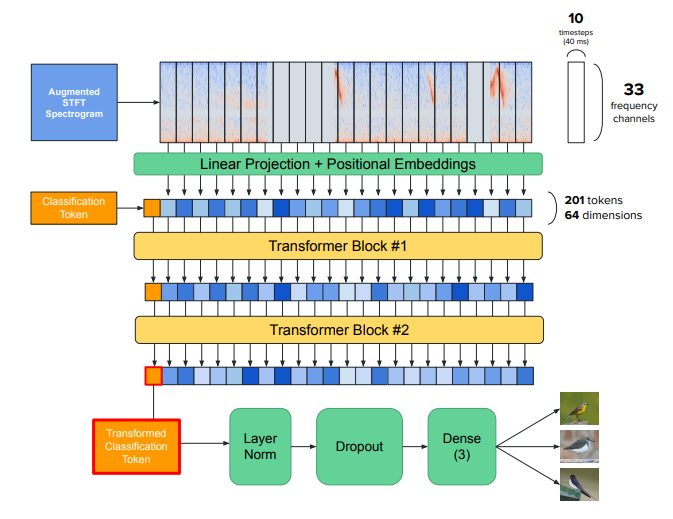 10
timesteps
(40 ms)
Augmented
STFT
Spectrogram
33
frequency
channels
Linear Projection + Positional Embeddings
Classification
Token
201 tokens
64 dimensions
Transformer Block #1
Transformer Block #2
Transformed
Classification
Token
Layer
Norm
Dropout
Dense
(3)